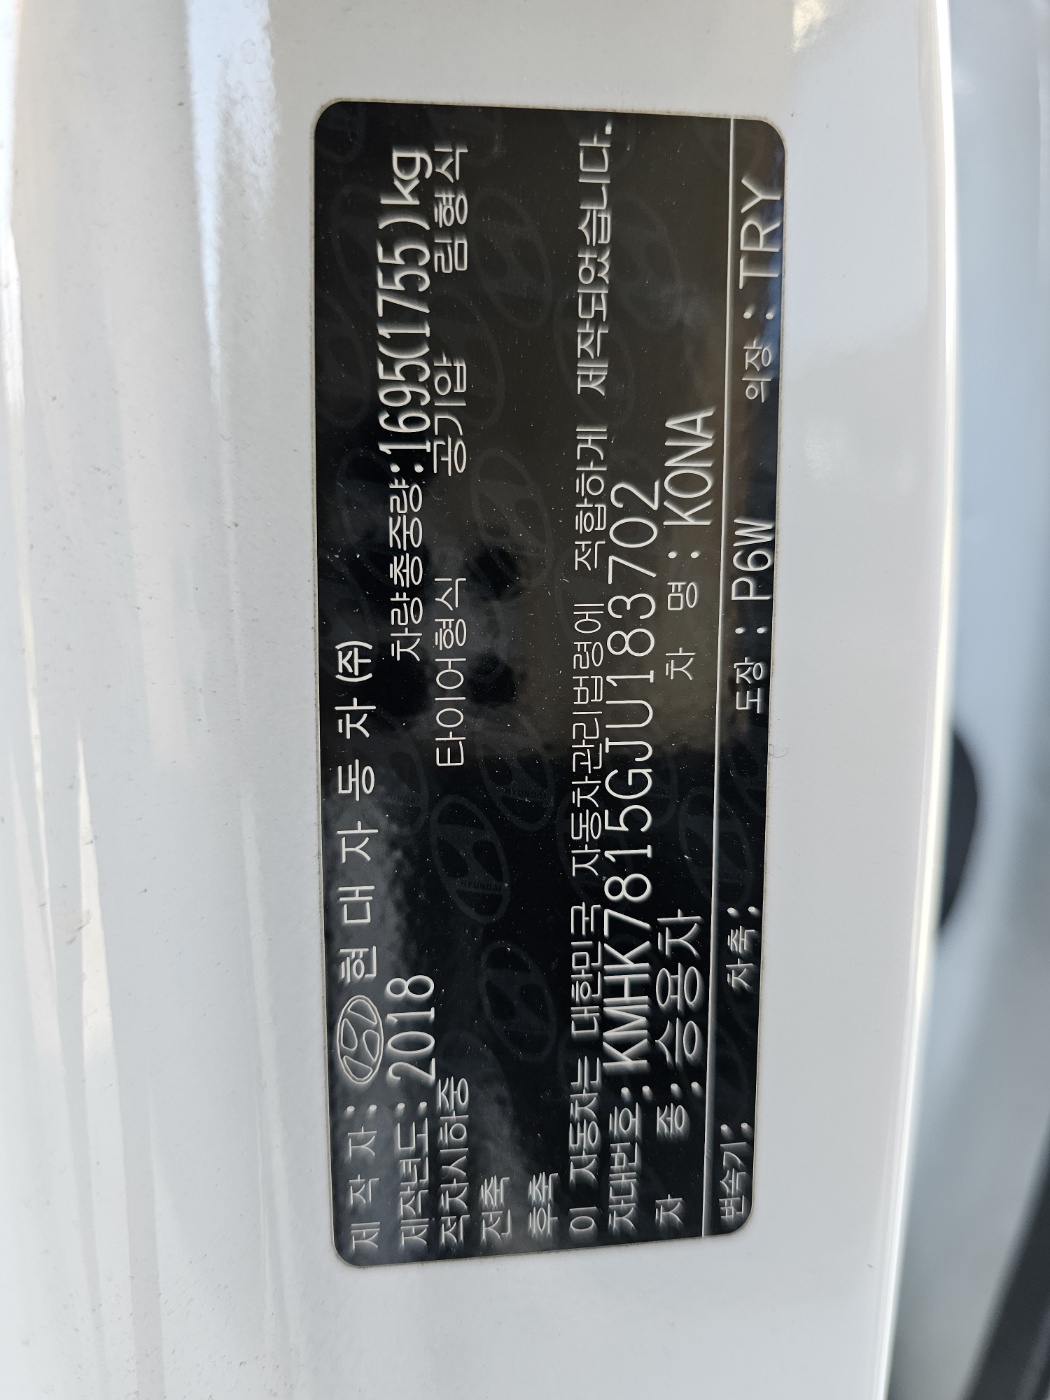 제 작 자: 현 대 자 동 차 (주)
제작년도: 2018 차량총중량: 1695(1755)kg
적차시하중 타이어형식 공기압 림형식
전축
후축
이 자동차는 대한민국 자동차관리법령에 적합하게 제작되었습니다.
차대번호: KMHK7815GJU183702
차 종: 승용차 차 명: KONA
변속기: 차축: 도장: P6W 의장: TRY